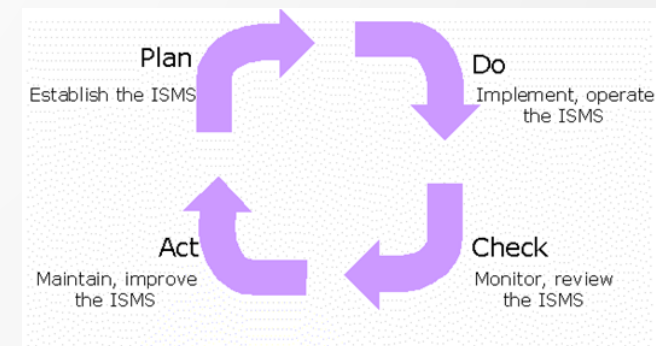 Plan
Establish the ISMS
Do
Implement, operate
the ISMS
Check
Monitor, review
the ISMS
Act
Maintain, improve
the ISMS